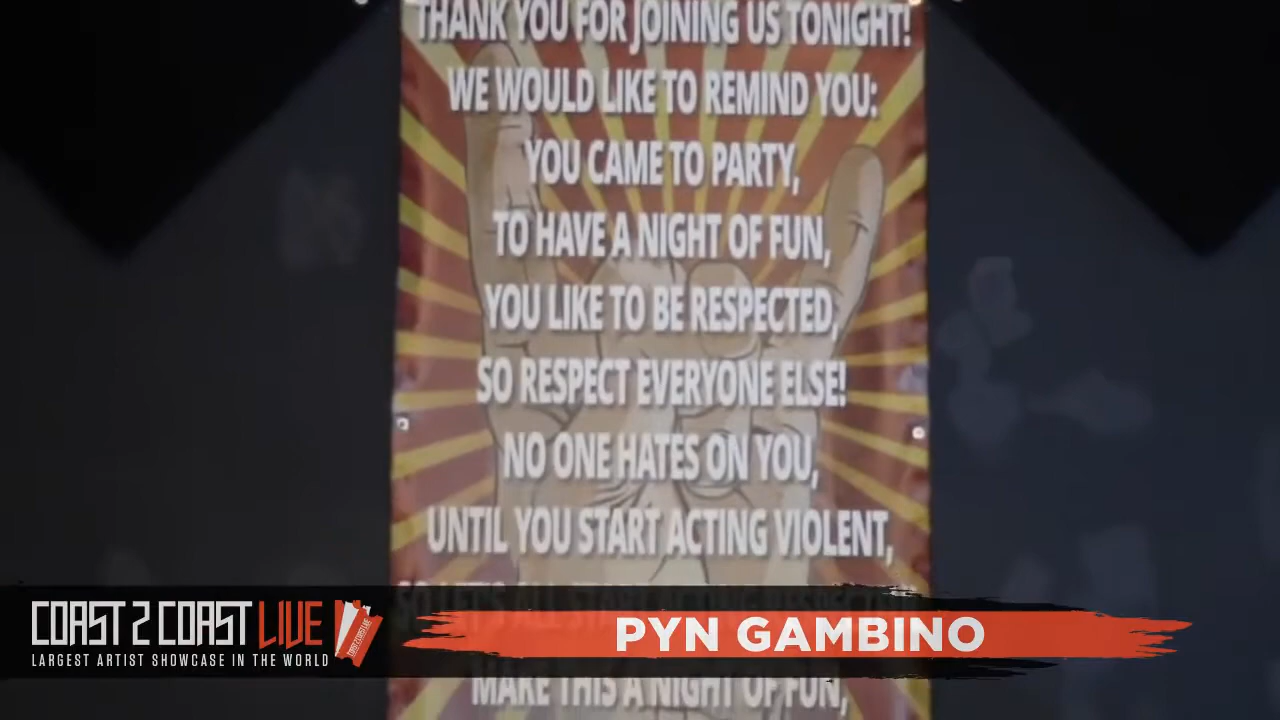 THANK YOU FOR JOINING US TONIGHT!
WE WOULD LIKE TO REMIND YOU:
YOU CAME TO PARTY,
TO HAVE A NIGHT OF FUN,
YOU LIKE TO BE RESPECTED,
SO RESPECT EVERYONE ELSE!
NO ONE HATES ON YOU,
UNTIL YOU START ACTING VIOLENT,
COAST 2 COAST LIVE
LARGEST ARTIST SHOWCASE IN THE WORLD
PYN GAMBINO
MAKE THIS A NIGHT OF FUN,